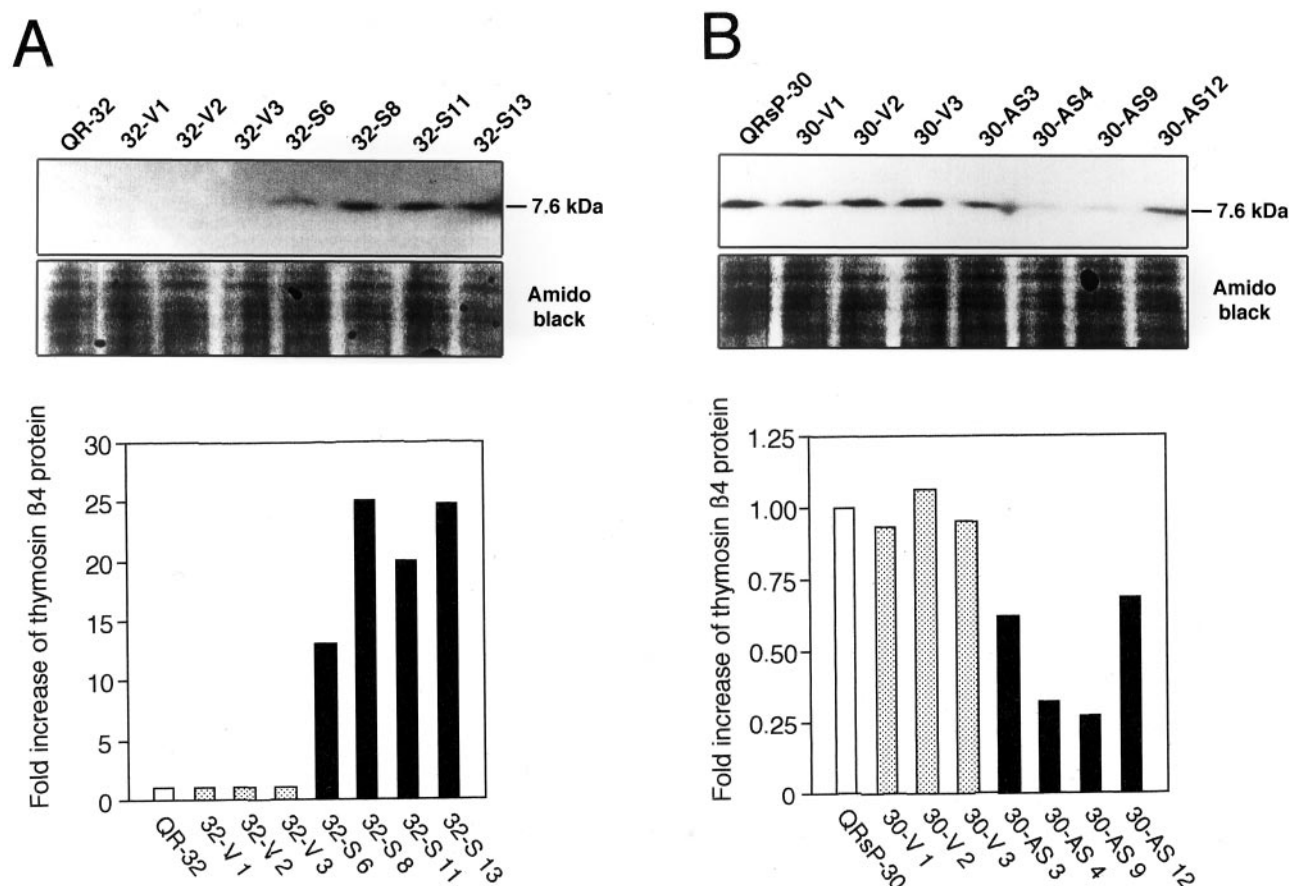 A
QR-32 32-V1 32-V2 32-V3 32-S6 32-S8 32-S11 32-S13
7.6 kDa
Amido
black
Fold increase of thymosin ß4 protein
30
25
20
15
10
5
0
QR-32 32-V 1 32-V 2 32-V 3 32-S 6 32-S 8 32-S 11 32-S 13
B
QRsP-30 30-V1 30-V2 30-V3 30-AS3 30-AS4 30-AS9 30-AS12
7.6 kDa
Amido
black
Fold increase of thymosin ß4 protein
1.25
1.00
0.75
0.50
0.25
0
QRsP-30 30-V 1 30-V 2 30-V 3 30-AS 3 30-AS 4 30-AS 9 30-AS 12